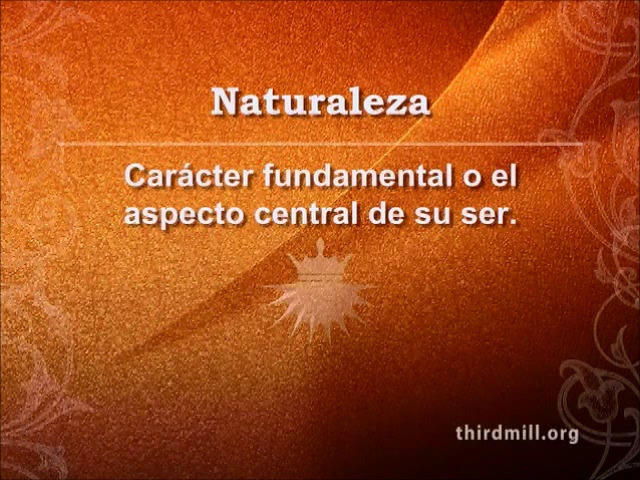 Naturaleza
Carácter fundamental o el
aspecto central de su ser.
thirdmill.org